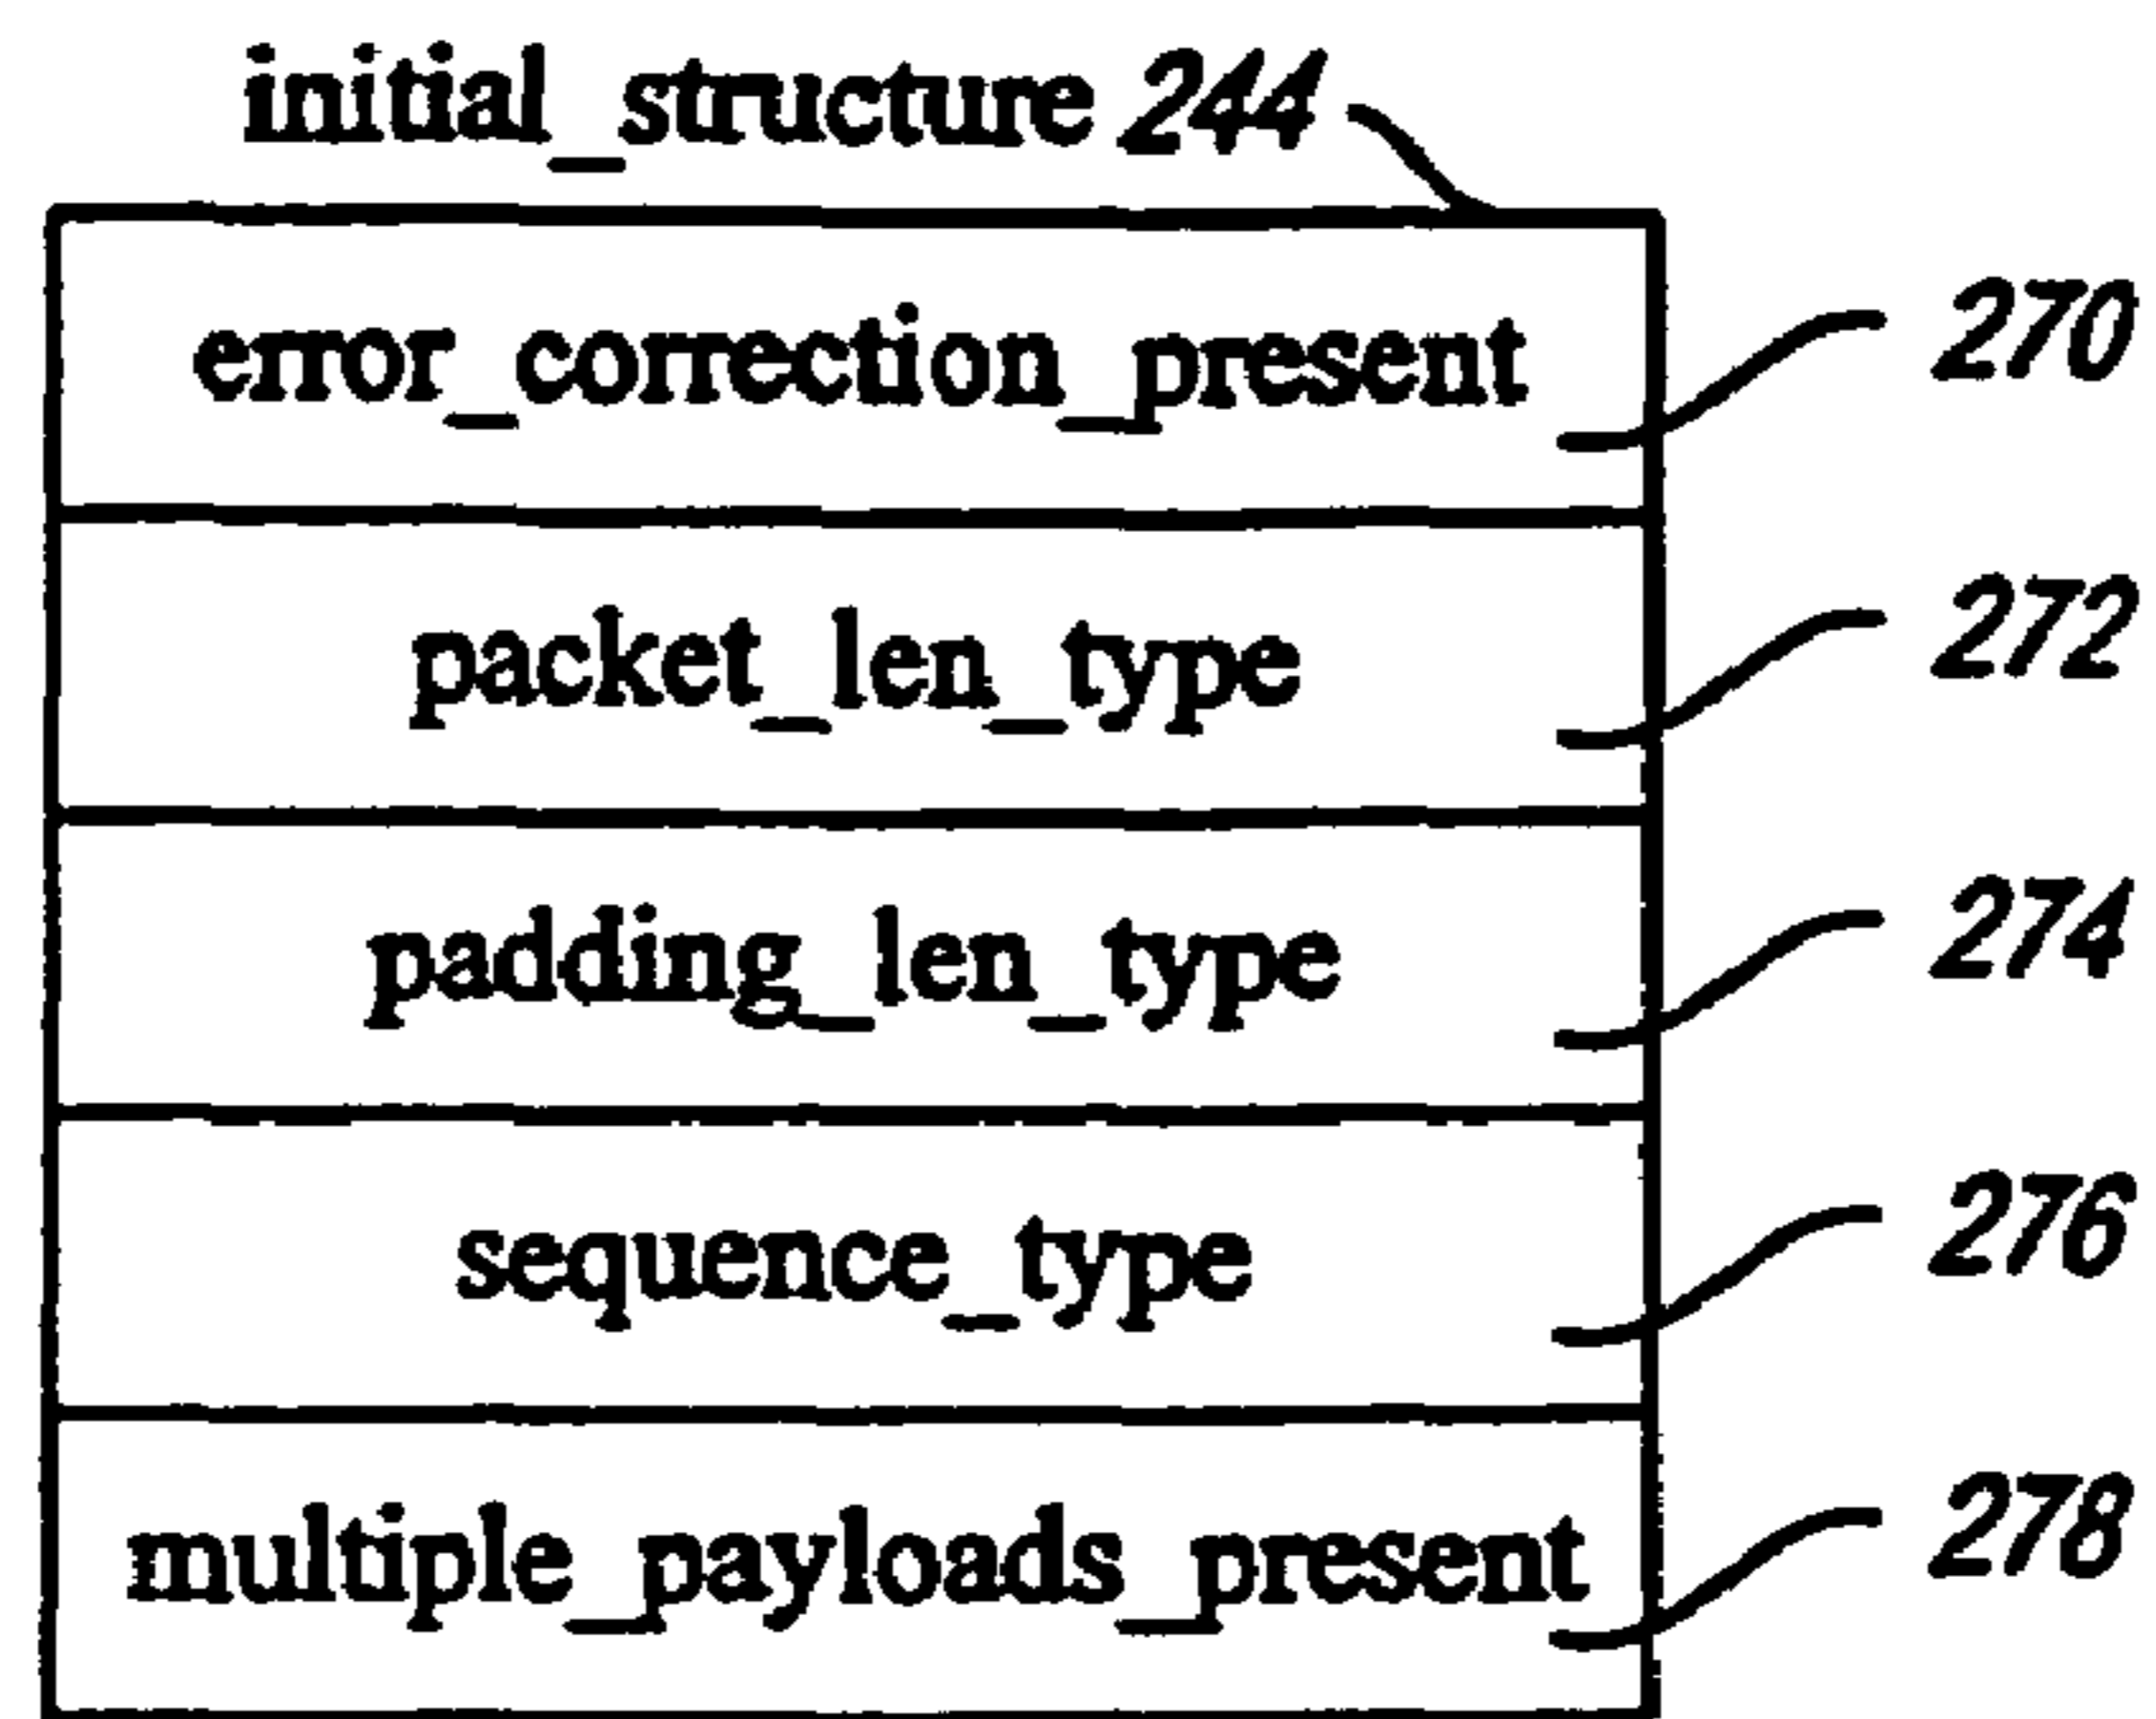 initial_structure 244
error_correction_present 270
packet_len_type 272
padding_len_type 274
sequence_type 276
multiple_payloads_present 278